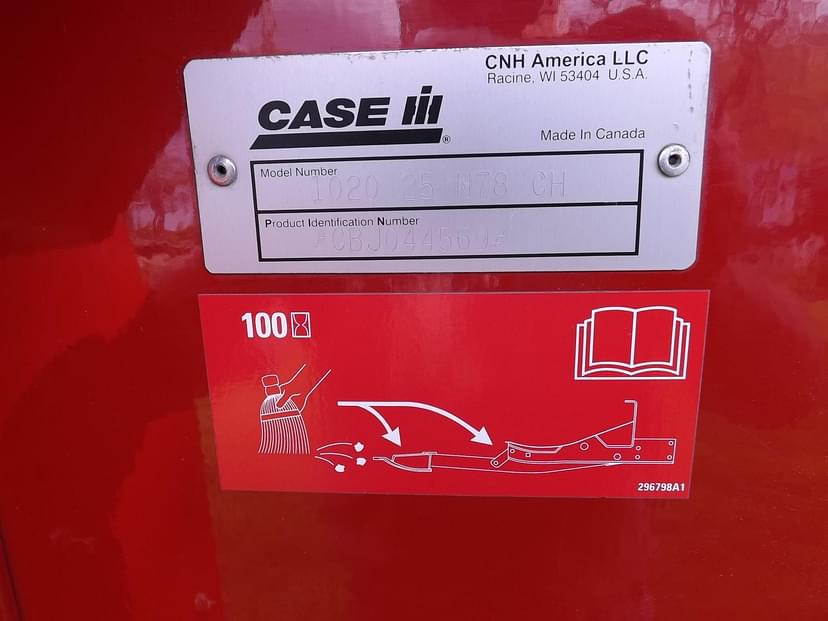 CNH America LLC
Racine, WI 53404 U.S.A.
CASE IH
®
Made In Canada
Model Number
1020 25 N78 CH
Product Identification Number
*CBJ044569*
100
296798A1